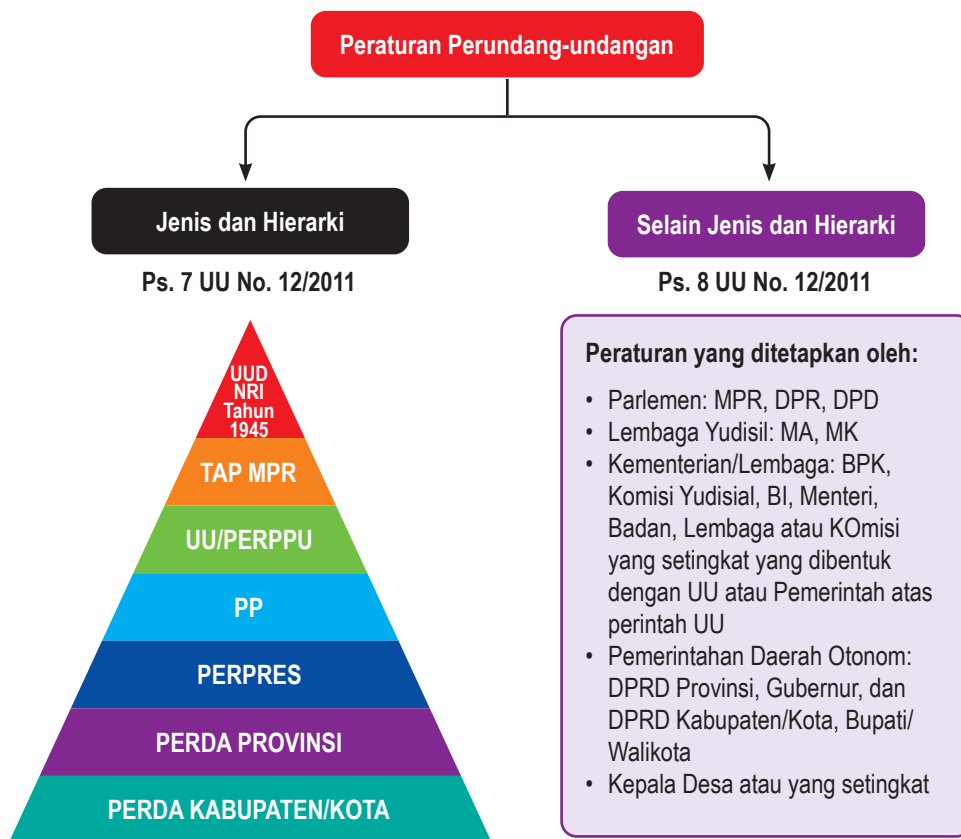 Peraturan Perundang-undangan
Jenis dan Hierarki
Ps. 7 UU No. 12/2011
UUD
NRI
Tahun
1945
TAP MPR
UU/PERPPU
PP
PERPRES
PERDA PROVINSI
PERDA KABUPATEN/KOTA
Selain Jenis dan Hierarki
Ps. 8 UU No. 12/2011
Peraturan yang ditetapkan oleh:
• Parlemen: MPR, DPR, DPD
• Lembaga Yudisil: MA, MK
• Kementerian/Lembaga: BPK,
Komisi Yudisial, BI, Menteri,
Badan, Lembaga atau KOmisi
yang setingkat yang dibentuk
dengan UU atau Pemerintah atas
perintah UU
• Pemerintahan Daerah Otonom:
DPRD Provinsi, Gubernur, dan
DPRD Kabupaten/Kota, Bupati/
Walikota
• Kepala Desa atau yang setingkat